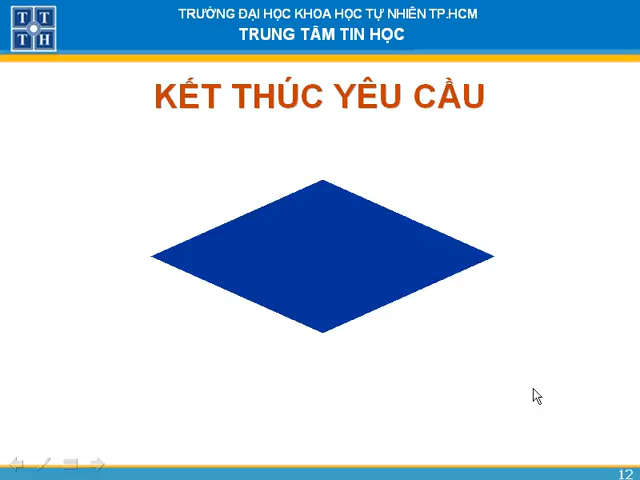 T T
T H
TRƯỜNG ĐẠI HỌC KHOA HỌC TỰ NHIÊN TP.HCM
TRUNG TÂM TIN HỌC
KẾT THÚC YÊU CẦU
12